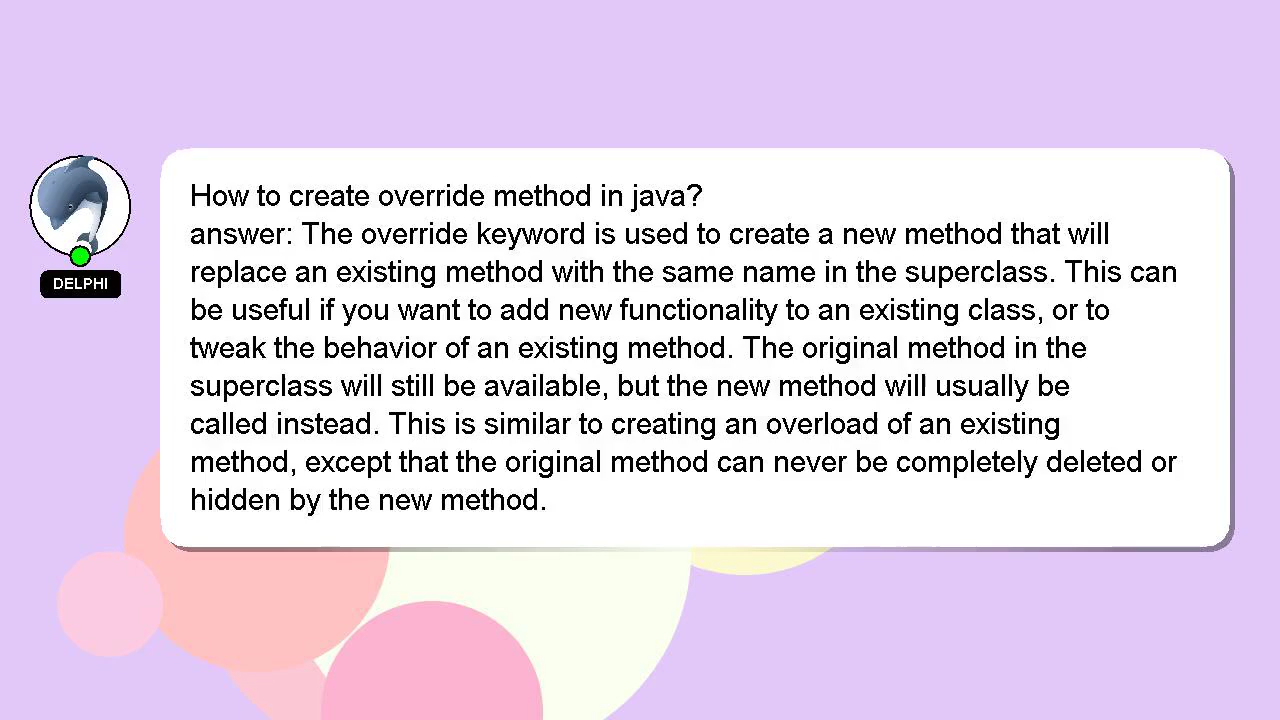 How to create override method in java?
answer: The override keyword is used to create a new method that will
replace an existing method with the same name in the superclass. This can
be useful if you want to add new functionality to an existing class, or to
tweak the behavior of an existing method. The original method in the
superclass will still be available, but the new method will usually be
called instead. This is similar to creating an overload of an existing
method, except that the original method can never be completely deleted or
hidden by the new method.
DELPHI